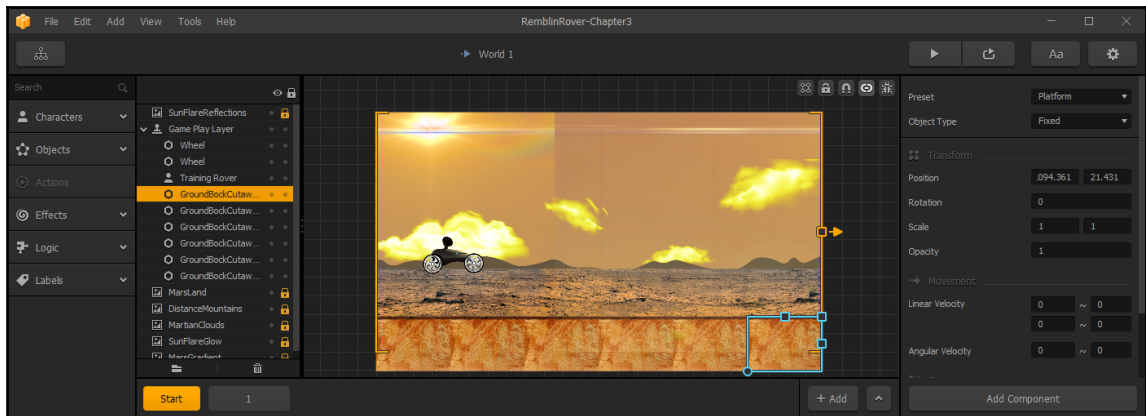 File Edit Add View Tools Help
RemblinRover-Chapter3
World 1
Aa
Search
Characters
Objects
Actions
Effects
Logic
Labels
SunFlareReflections
Game Play Layer
Wheel
Wheel
Training Rover
GroundBockCutaw...
GroundBockCutaw...
GroundBockCutaw...
GroundBockCutaw...
GroundBockCutaw...
GroundBockCutaw...
MarsLand
DistanceMountains
MartianClouds
SunFlareGlow
MarsGradient
Preset Platform
Object Type Fixed
Transform
Position .094.361 21.431
Rotation 0
Scale 1 1
Opacity 1
Movement
Linear Velocity 0 ~ 0
0 ~ 0
Angular Velocity 0 ~ 0
Start 1
+ Add
Add Component